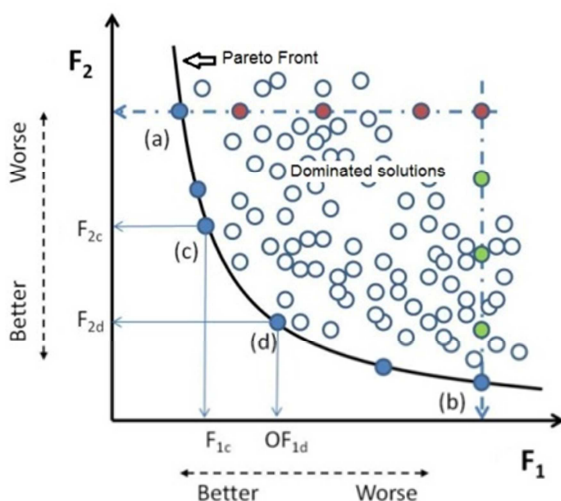 F2
Pareto Front
Worse
(a)
Dominated solutions
F2c
(c)
Better
F2d
(d)
(b)
F1c
OF1d
F1
Better
Worse